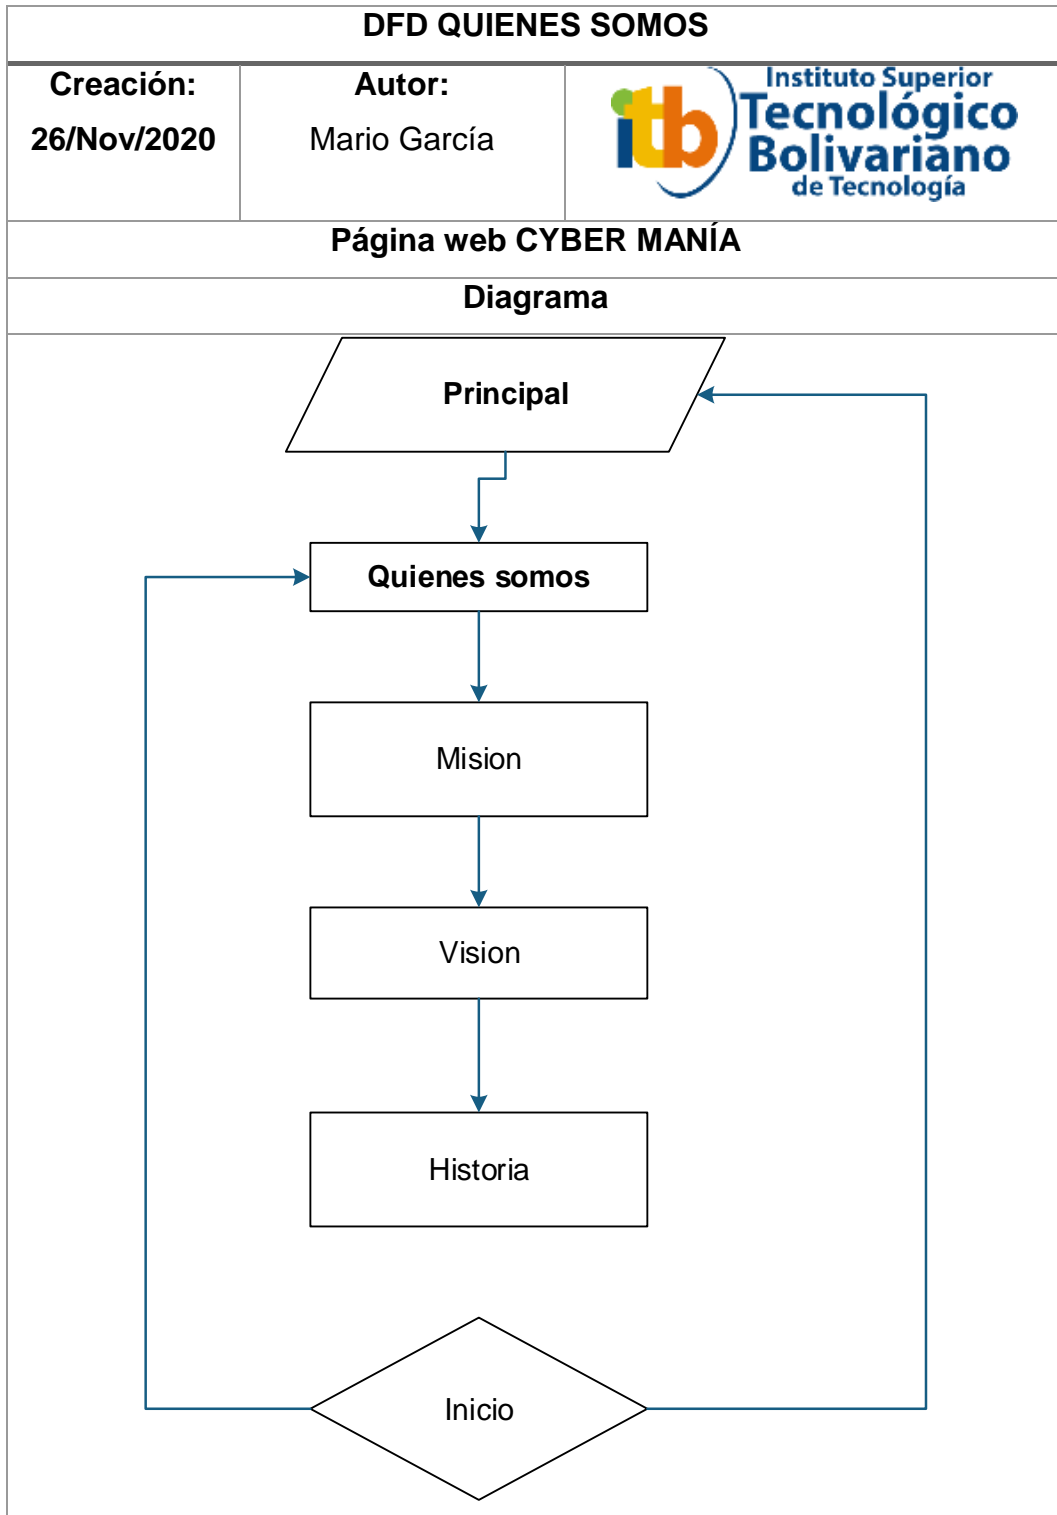 DFD QUIENES SOMOS
Creación:
26/Nov/2020
Autor:
Mario García
itb
Instituto Superior
Tecnológico
Bolivariano
de Tecnología
Página web CYBER MANÍA
Diagrama
Principal
Quienes somos
Mision
Vision
Historia
Inicio